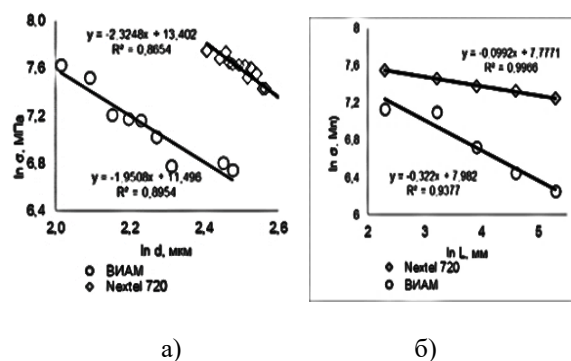 8,0
7,6
7,2
6,8
6,4
ln σ, МПа
y = -2,3248x + 13,402
R² = 0,8654
y = -1,9508x + 11,496
R² = 0,8954
2,0 2,2 2,4 2,6
ln d, мкм
ВИАМ
Nextel 720
а)
8
7,6
7,2
6,8
6,4
6
ln σ, Мп)
y = -0,0992x + 7,7771
R² = 0,9966
y = -0,322x + 7,982
R² = 0,9377
2 3 4 5
ln L, мм
Nextel 720
ВИАМ
б)